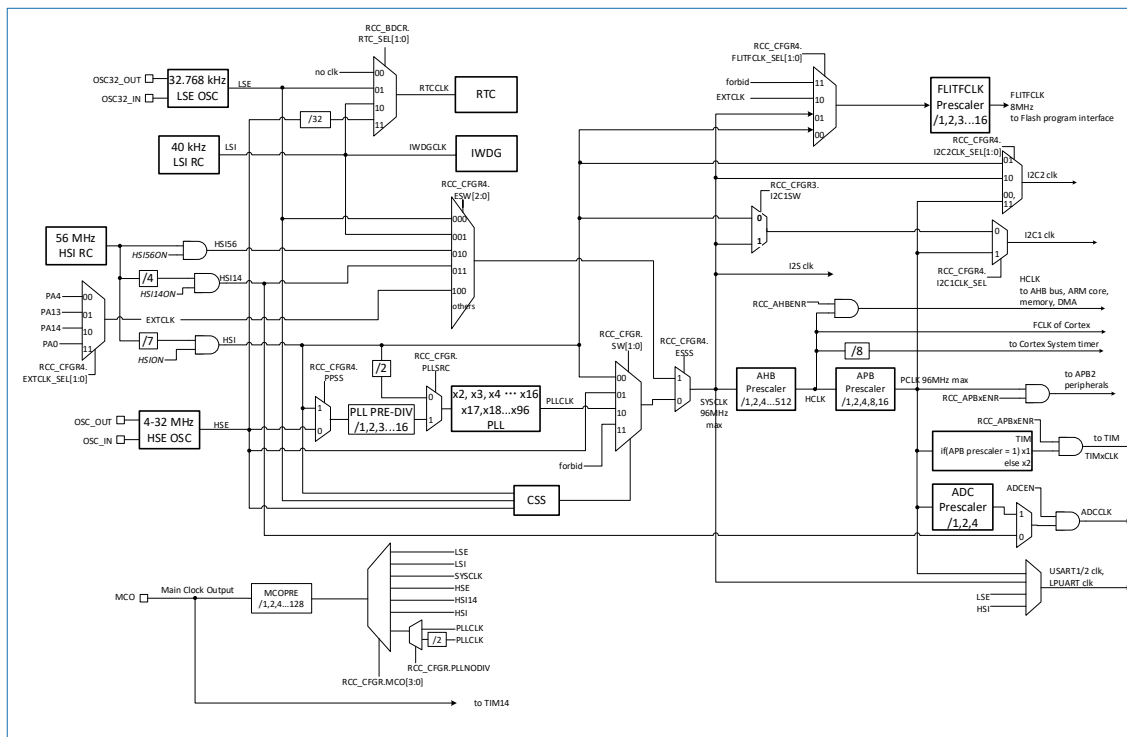 RCC_BDCR.
RTC_SEL[1:0]
no clk
00
01
10
11
OSC32_OUT
OSC32_IN
32.768 kHz
LSE OSC
LSE
/32
RTCCLK
RTC
40 kHz
LSI RC
LSI
IWDGCLK
IWDG
RCC_CFGR4.
FLITFCLK_SEL[1:0]
forbid
EXTCLK
11
10
01
00
FLITFCLK
Prescaler
/1,2,3...16
FLITFCLK
8MHz
to Flash program interface
RCC_CFGR4.
I2C2CLK_SEL[1:0]
01
10
00,
11
I2C2 clk
RCC_CFGR4.
ESW[2:0]
000
001
010
011
100
others
RCC_CFGR3.
I2C1SW
0
1
0
1
I2C1 clk
RCC_CFGR4.
I2C1CLK_SEL
56 MHz
HSI RC
HSI56ON
HSI56
/4
HSI14ON
HSI14
I2S clk
PA4
PA13
PA14
PA0
00
01
10
11
EXTCLK
RCC_CFGR4.
EXTCLK_SEL[1:0]
/7
HSION
HSI
RCC_AHBENR
HCLK
to AHB bus, ARM core,
memory, DMA
FCLK of Cortex
/8
to Cortex System timer
RCC_CFGR4.
PPSS
/2
RCC_CFGR.
PLLSRC
RCC_CFGR.
SW[1:0]
RCC_CFGR4.
ESSS
1
0
PLL PRE-DIV
/1,2,3...16
0
1
x2, x3, x4 ··· x16
x17,x18...x96
PLL
PLLCLK
00
01
10
11
forbid
1
0
SYSCLK
96MHz
max
AHB
Prescaler
/1,2,4...512
HCLK
APB
Prescaler
/1,2,4,8,16
PCLK 96MHz max
to APB2
peripherals
RCC_APBxENR
OSC_OUT
OSC_IN
4-32 MHz
HSE OSC
HSE
RCC_APBxENR
TIM
if(APB prescaler = 1) x1
else x2
to TIM
TIMxCLK
CSS
ADC
Prescaler
/1,2,4
ADCEN
1
0
ADCCLK
USART1/2 clk,
LPUART clk
LSE
HSI
MCO
Main Clock Output
MCOPRE
/1,2,4...128
LSE
LSI
SYSCLK
HSE
HSI14
HSI
PLLCLK
/2
PLLCLK
RCC_CFGR.PLLNODIV
RCC_CFGR.MCO[3:0]
to TIM14